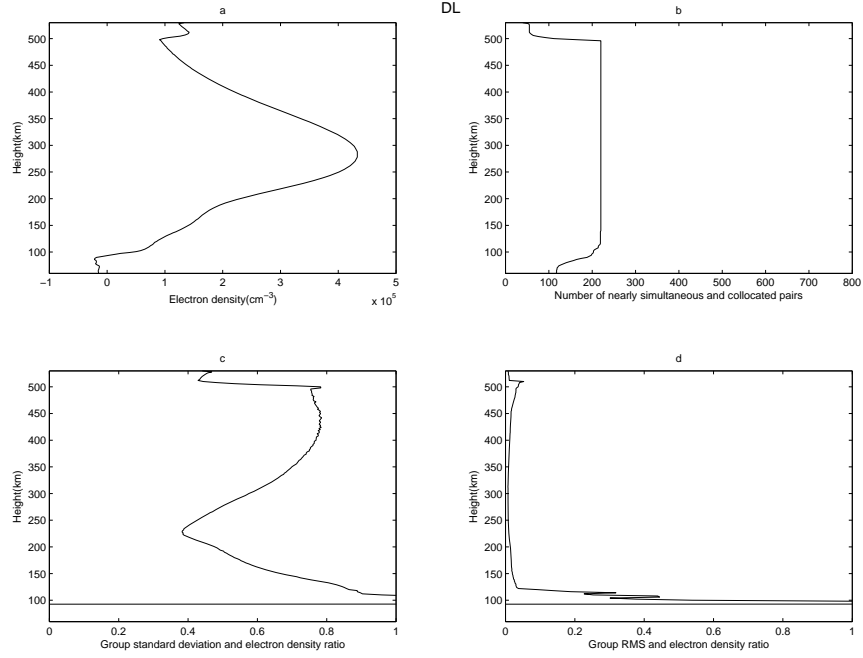 DL
a
500
450
400
350
300
250
200
150
100
Height(km)
−1 0 1 2 3 4 5
Electron density(cm⁻³)
x 10⁵
b
500
450
400
350
300
250
200
150
100
Height(km)
0 100 200 300 400 500 600 700 800
Number of nearly simultaneous and collocated pairs
c
500
450
400
350
300
250
200
150
100
Height(km)
0 0.2 0.4 0.6 0.8 1
Group standard deviation and electron density ratio
d
500
450
400
350
300
250
200
150
100
Height(km)
0 0.2 0.4 0.6 0.8 1
Group RMS and electron density ratio